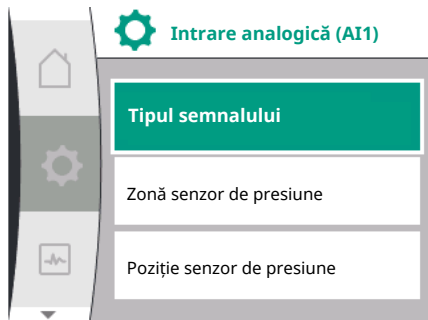 Intrare analogică (AI1)
Tipul semnalului
Zonă senzor de presiune
Poziție senzor de presiune